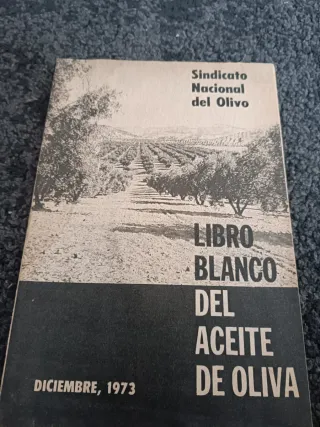 Sindicato
Nacional
del Olivo
LIBRO
BLANCO
DEL
ACEITE
DE OLIVA
DICIEMBRE, 1973